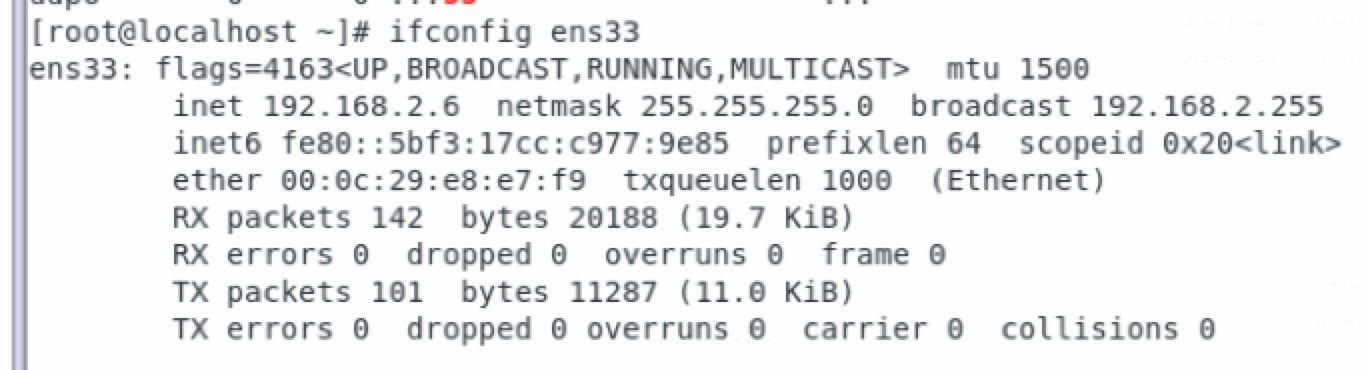 [root@localhost ~]# ifconfig ens33
ens33: flags=4163<UP,BROADCAST,RUNNING,MULTICAST>  mtu 1500
        inet 192.168.2.6  netmask 255.255.255.0  broadcast 192.168.2.255
        inet6 fe80::5bf3:17cc:c977:9e85  prefixlen 64  scopeid 0x20<link>
        ether 00:0c:29:e8:e7:f9  txqueuelen 1000  (Ethernet)
        RX packets 142  bytes 20188 (19.7 KiB)
        RX errors 0  dropped 0  overruns 0  frame 0
        TX packets 101  bytes 11287 (11.0 KiB)
        TX errors 0  dropped 0 overruns 0  carrier 0  collisions 0